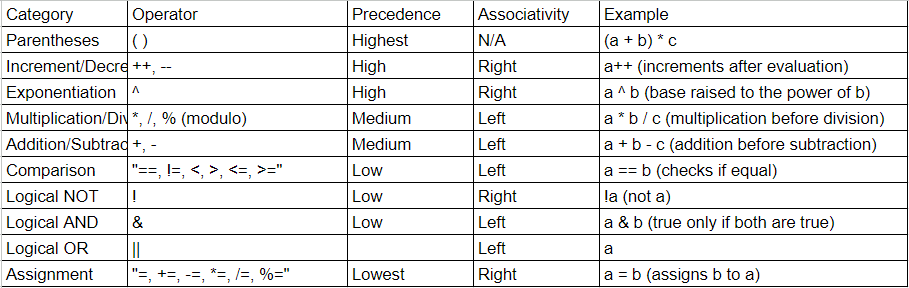 Category Operator Precedence Associativity Example
Parentheses ( ) Highest N/A (a + b) * c
Increment/Decre ++, -- High Right a++ (increments after evaluation)
Exponentiation ^ High Right a ^ b (base raised to the power of b)
Multiplication/Div *, /, % (modulo) Medium Left a * b / c (multiplication before division)
Addition/Subtrac +, - Medium Left a + b - c (addition before subtraction)
Comparison "==, !=, <, >, <=, >=" Low Left a == b (checks if equal)
Logical NOT ! Low Right !a (not a)
Logical AND & Low Left a & b (true only if both are true)
Logical OR || Left a
Assignment "=, +=, -=, *=, /=, %=" Lowest Right a = b (assigns b to a)